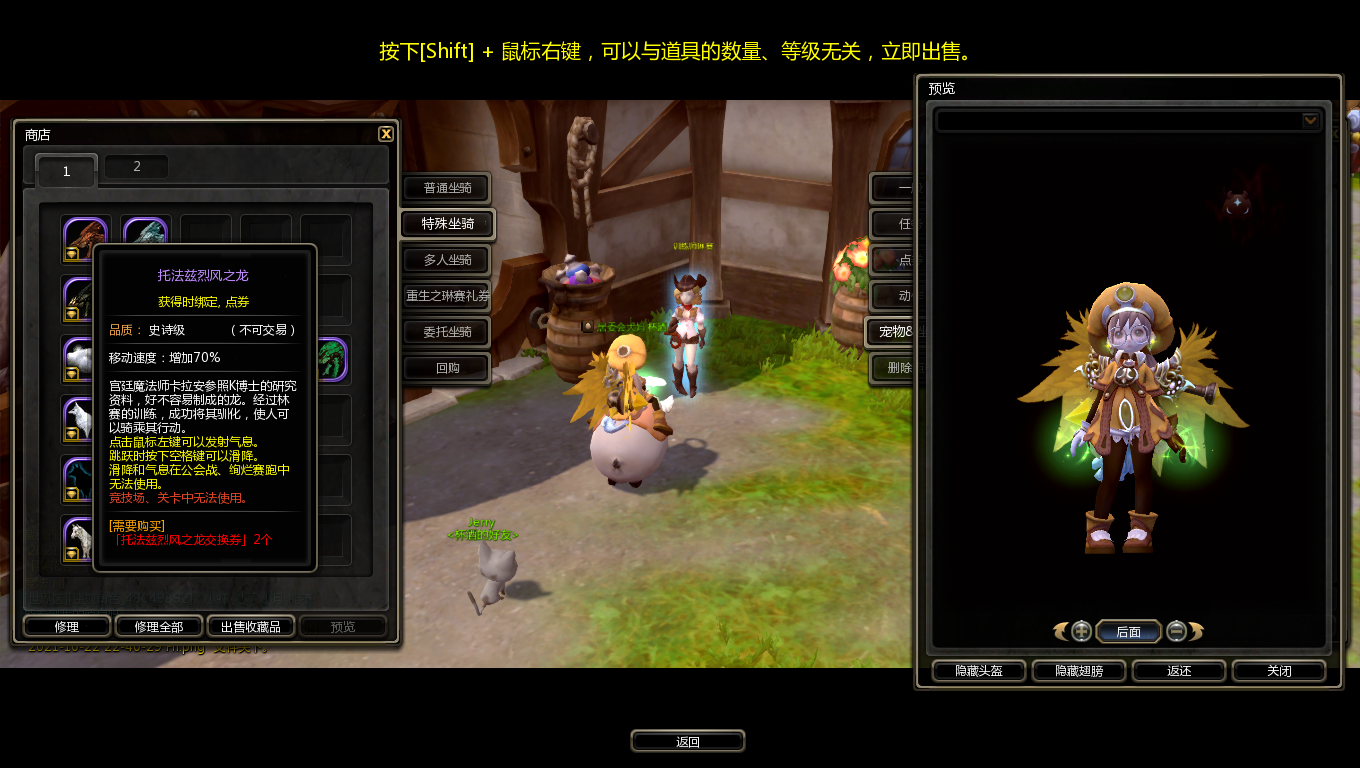 按下[Shift] + 鼠标右键，可以与道具的数量、等级无关，立即出售。
商店
1
2
托法兹烈风之龙
获得时绑定, 点券
品质： 史诗级 （ 不可交易 ）
移动速度：增加70%
宫廷魔法师卡拉安参照K博士的研究
资料，好不容易制成的龙。经过林
赛的训练，成功将其驯化，使人可
以骑乘其行动。
点击鼠标左键可以发射气息。
跳跃时按下空格键可以滑降。
滑降和气息在公会战、绚烂赛跑中
无法使用。
竞技场、关卡中无法使用。
[需要购买]
「托法兹烈风之龙交换券」2个
修理
修理全部
出售收藏品
预览
普通坐骑
特殊坐骑
多人坐骑
重生之琳赛礼券
委托坐骑
回购
Jerry
一
任
点
动
宠物&
删除
预览
后面
隐藏头盔
隐藏翅膀
返还
关闭
返回